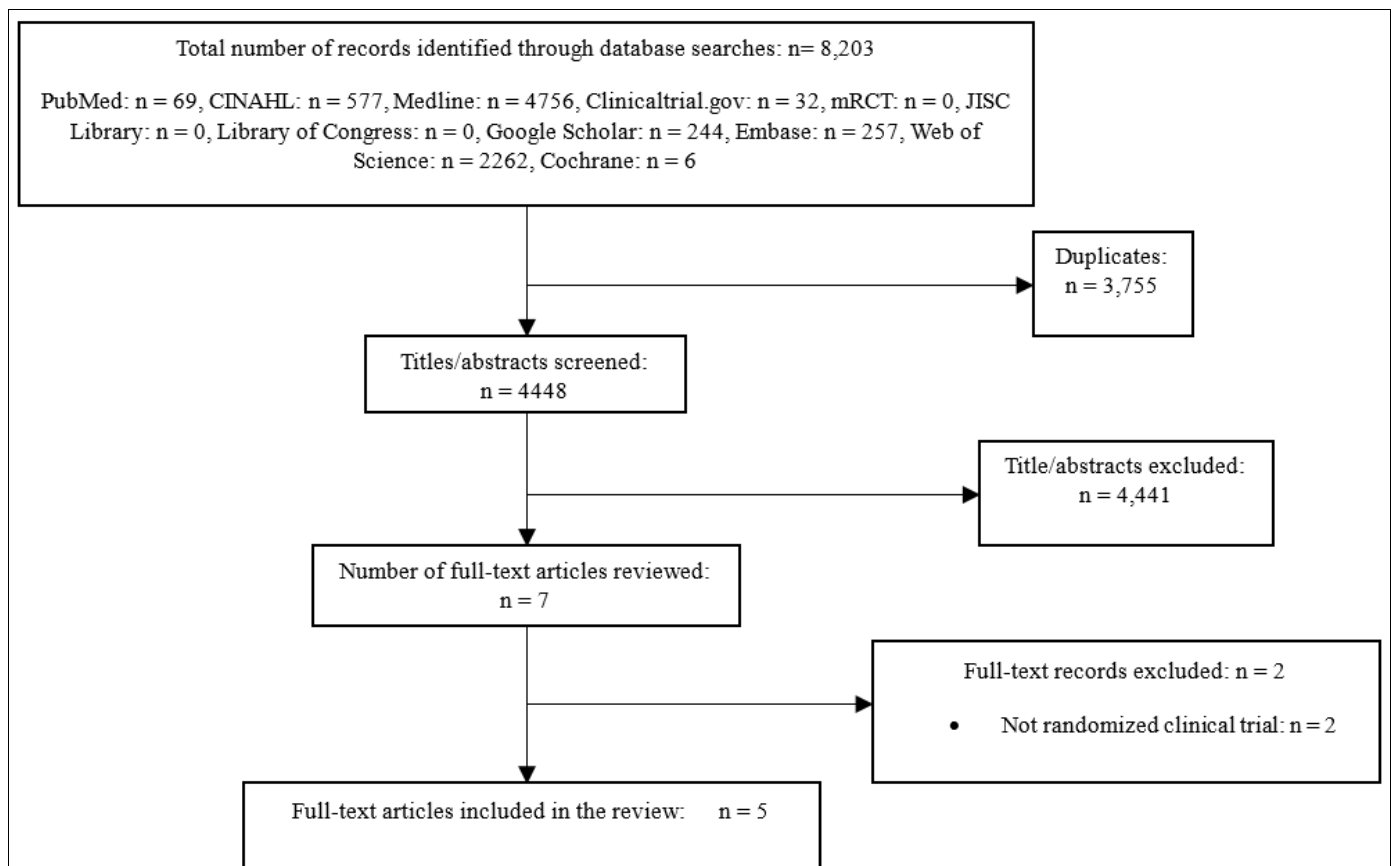 Total number of records identified through database searches: n= 8,203
PubMed: n = 69, CINAHL: n = 577, Medline: n = 4756, Clinicaltrial.gov: n = 32, mRCT: n = 0, JISC
Library: n = 0, Library of Congress: n = 0, Google Scholar: n = 244, Embase: n = 257, Web of
Science: n = 2262, Cochrane: n = 6
Duplicates:
n = 3,755
Titles/abstracts screened:
n = 4448
Title/abstracts excluded:
n = 4,441
Number of full-text articles reviewed:
n = 7
Full-text records excluded: n = 2
• Not randomized clinical trial: n = 2
Full-text articles included in the review: n = 5